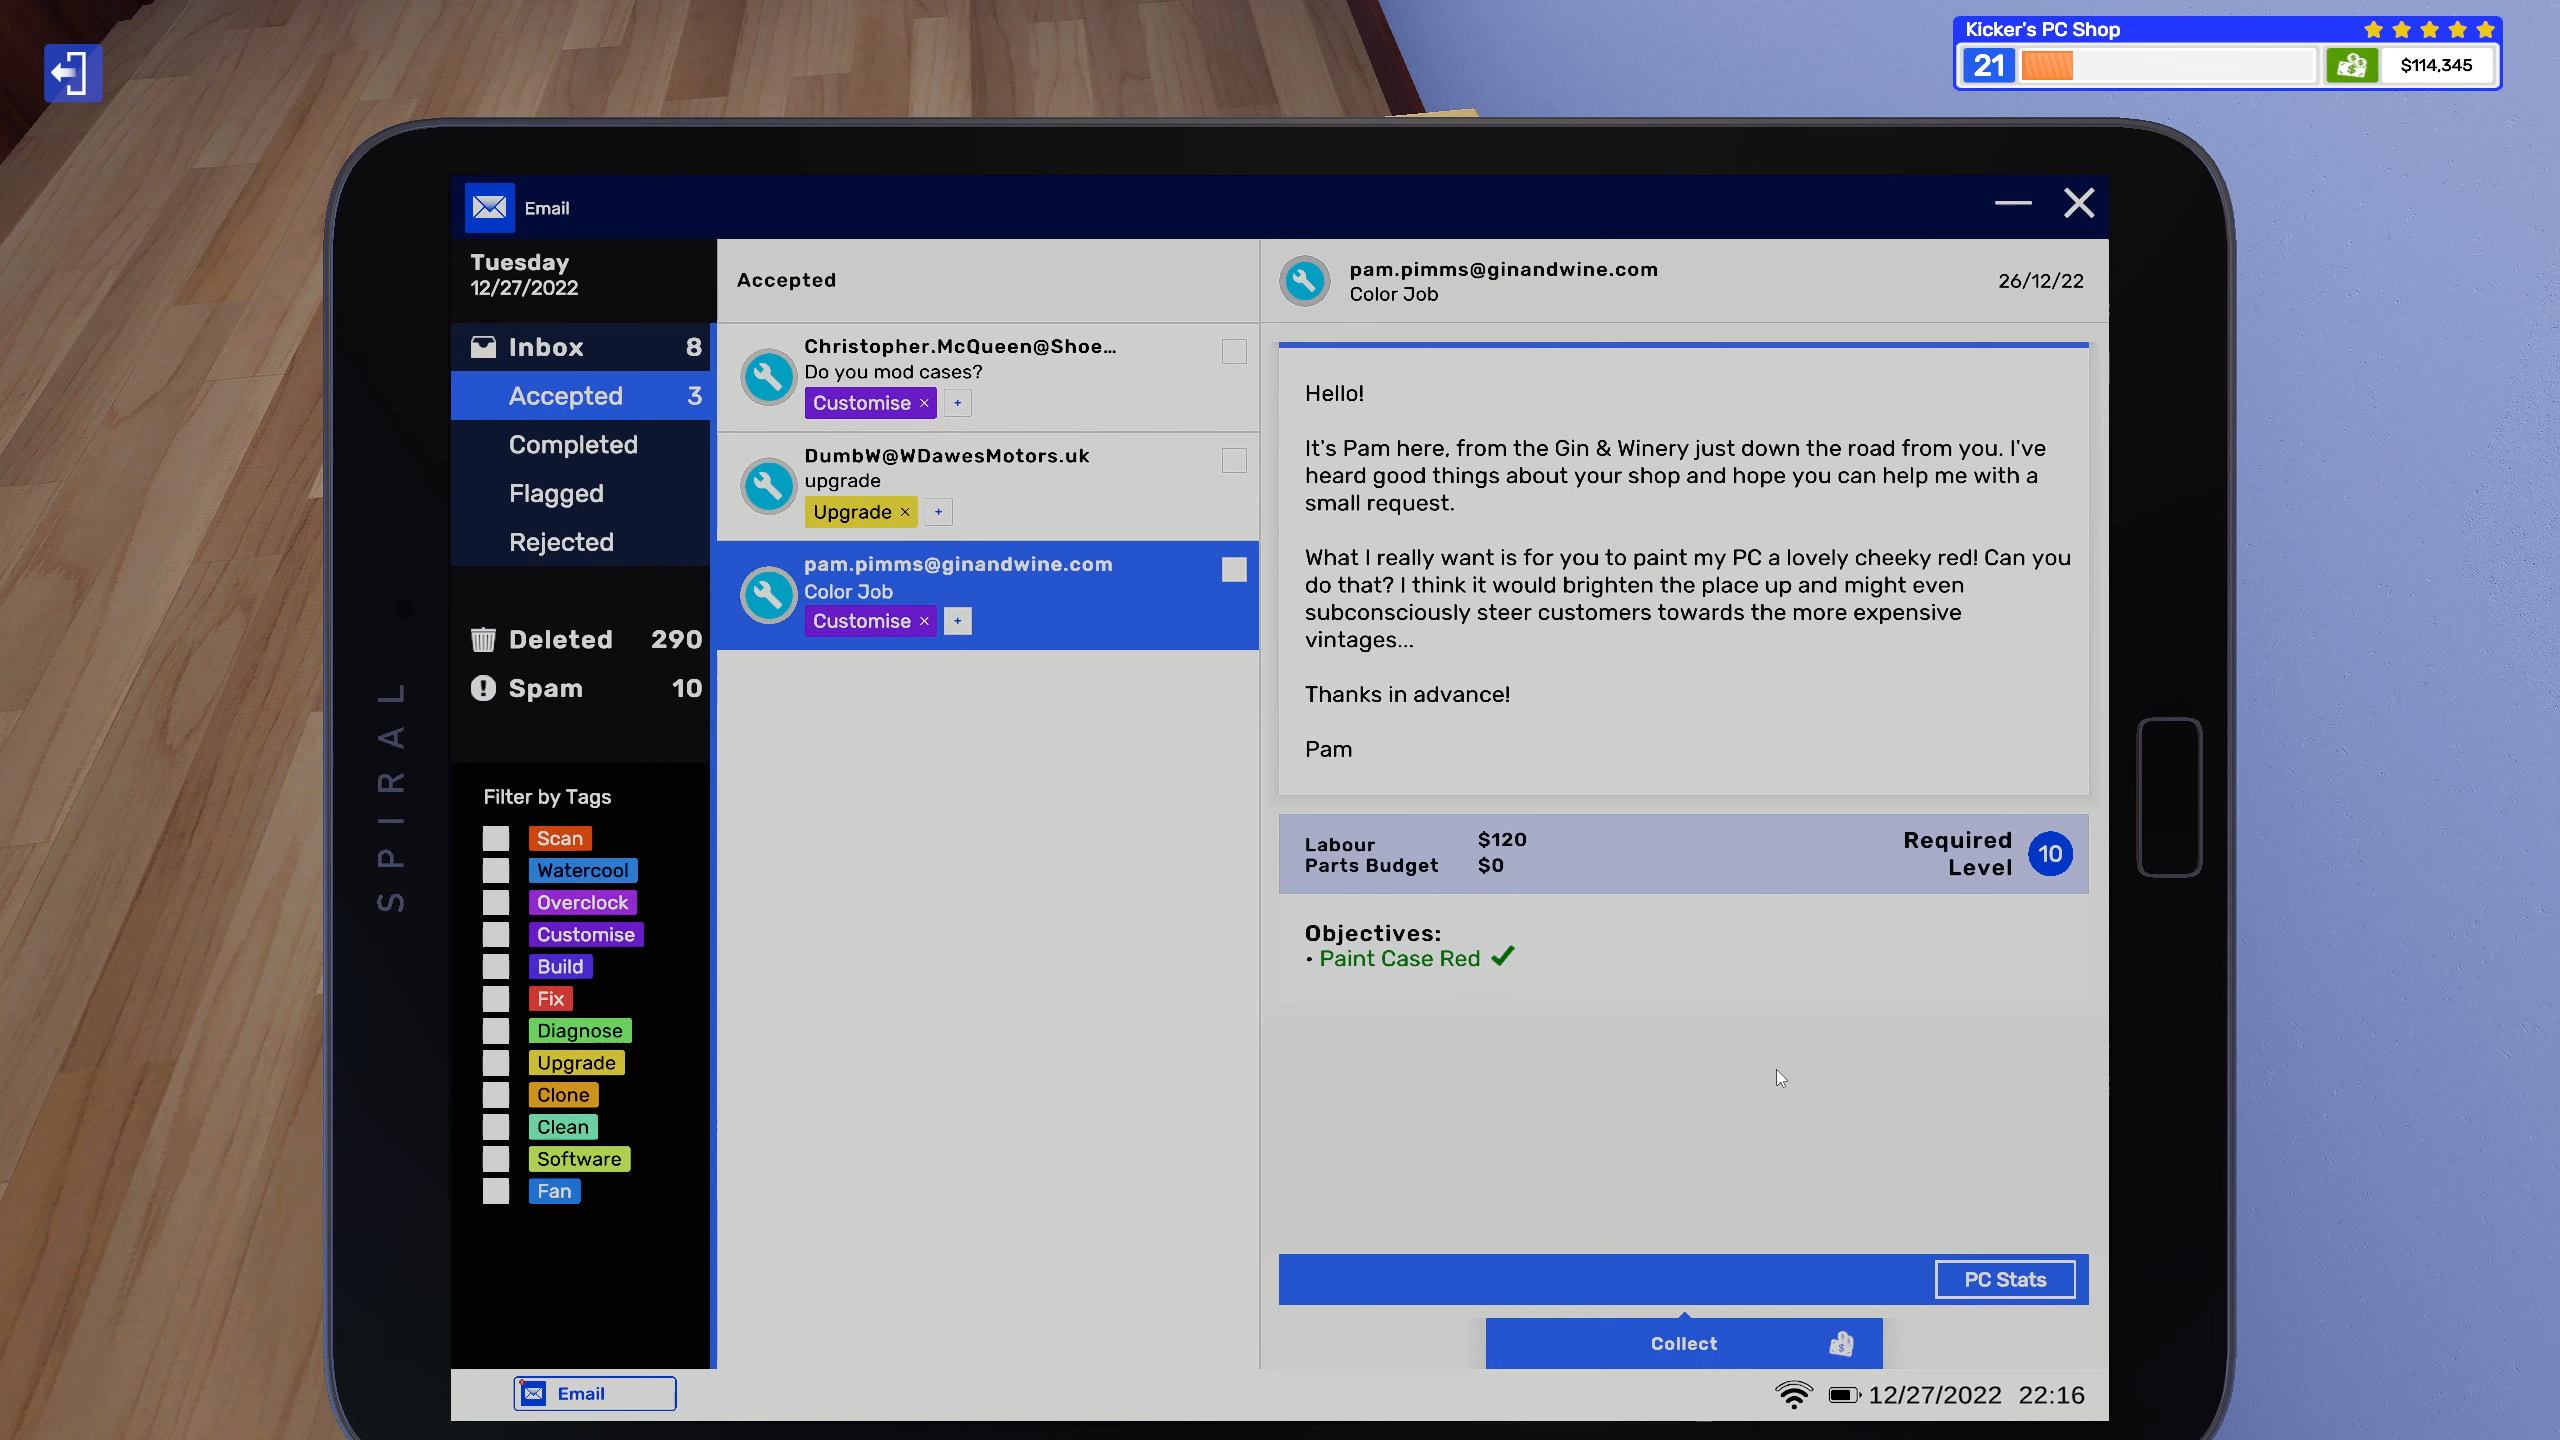 Kicker's PC Shop
21
$114,345
Email
Tuesday
12/27/2022
Inbox 8
Accepted 3
Completed
Flagged
Rejected
Deleted 290
Spam 10
Filter by Tags
Scan
Watercool
Overclock
Customise
Build
Fix
Diagnose
Upgrade
Clone
Clean
Software
Fan
Accepted
Christopher.McQueen@Shoe...
Do you mod cases?
Customise × +
DumbW@WDawesMotors.uk
upgrade
Upgrade × +
pam.pimms@ginandwine.com
Color Job
Customise × +
pam.pimms@ginandwine.com
Color Job
26/12/22
Hello!
It's Pam here, from the Gin & Winery just down the road from you. I've
heard good things about your shop and hope you can help me with a
small request.
What I really want is for you to paint my PC a lovely cheeky red! Can you
do that? I think it would brighten the place up and might even
subconsciously steer customers towards the more expensive
vintages...
Thanks in advance!
Pam
Labour $120
Parts Budget $0
Required
Level
10
Objectives:
• Paint Case Red
PC Stats
Collect
Email
12/27/2022 22:16
SPIRAL